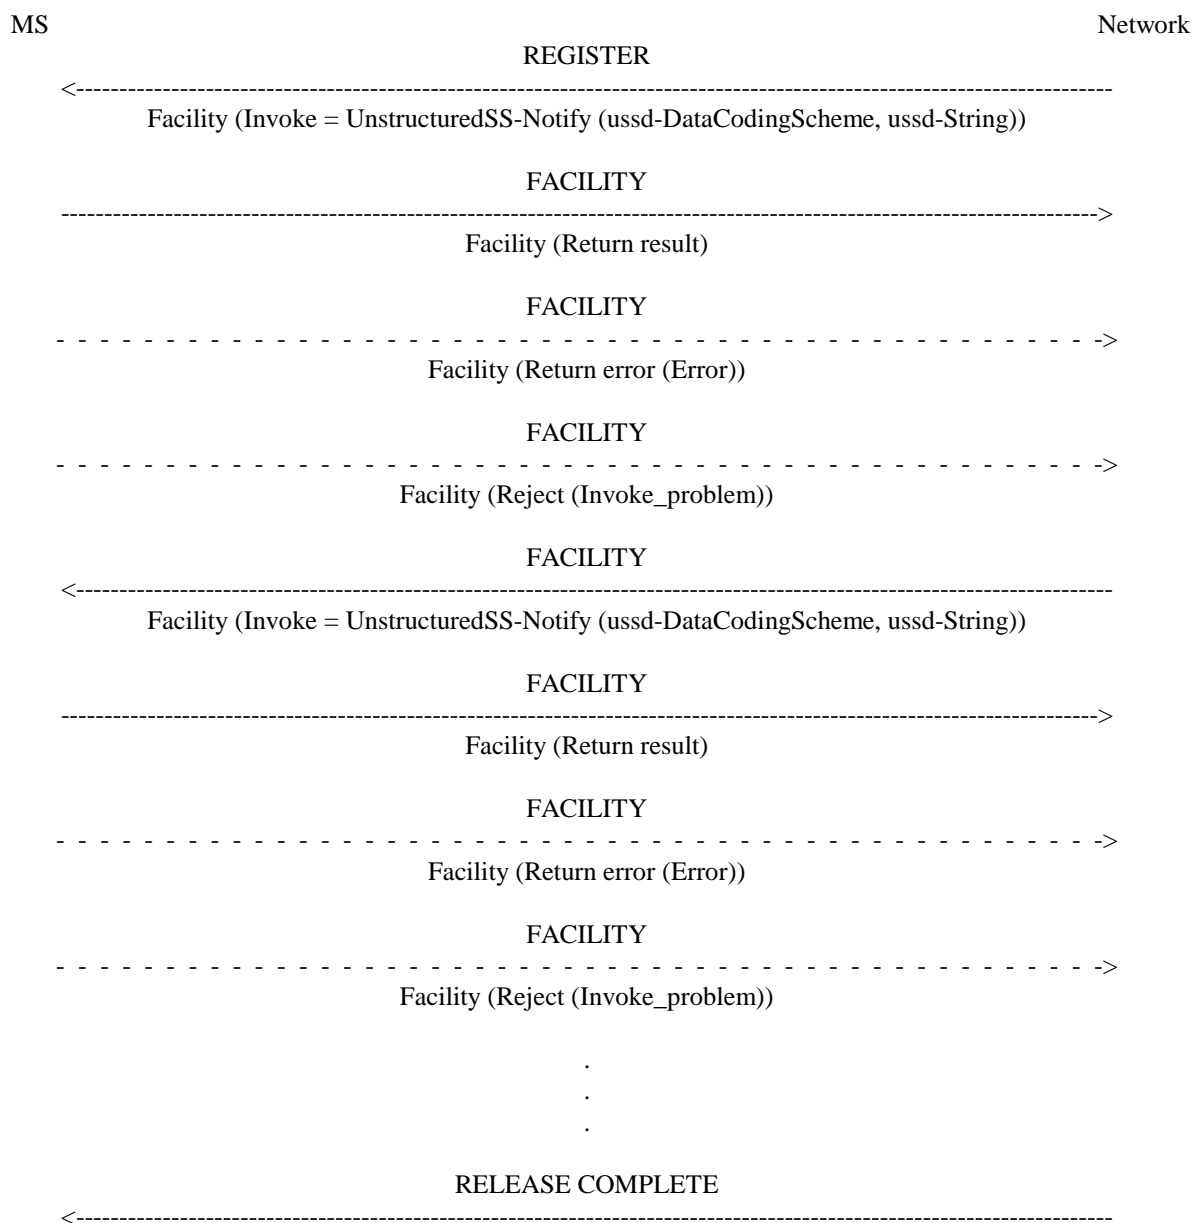 MS Network
REGISTER
<------------------------------------------------------------------------------------------------------------------------
Facility (Invoke = UnstructuredSS-Notify (ussd-DataCodingScheme, ussd-String))
FACILITY
------------------------------------------------------------------------------------------------------------------------>
Facility (Return result)
FACILITY
- - - - - - - - - - - - - - - - - - - - - - - - - - - - - - - - - - - - - - - - - - - - - - - ->
Facility (Return error (Error))
FACILITY
- - - - - - - - - - - - - - - - - - - - - - - - - - - - - - - - - - - - - - - - - - - - - - - ->
Facility (Reject (Invoke_problem))
FACILITY
<------------------------------------------------------------------------------------------------------------------------
Facility (Invoke = UnstructuredSS-Notify (ussd-DataCodingScheme, ussd-String))
FACILITY
------------------------------------------------------------------------------------------------------------------------>
Facility (Return result)
FACILITY
- - - - - - - - - - - - - - - - - - - - - - - - - - - - - - - - - - - - - - - - - - - - - - - ->
Facility (Return error (Error))
FACILITY
- - - - - - - - - - - - - - - - - - - - - - - - - - - - - - - - - - - - - - - - - - - - - - - ->
Facility (Reject (Invoke_problem))
.
.
.
RELEASE COMPLETE
<------------------------------------------------------------------------------------------------------------------------